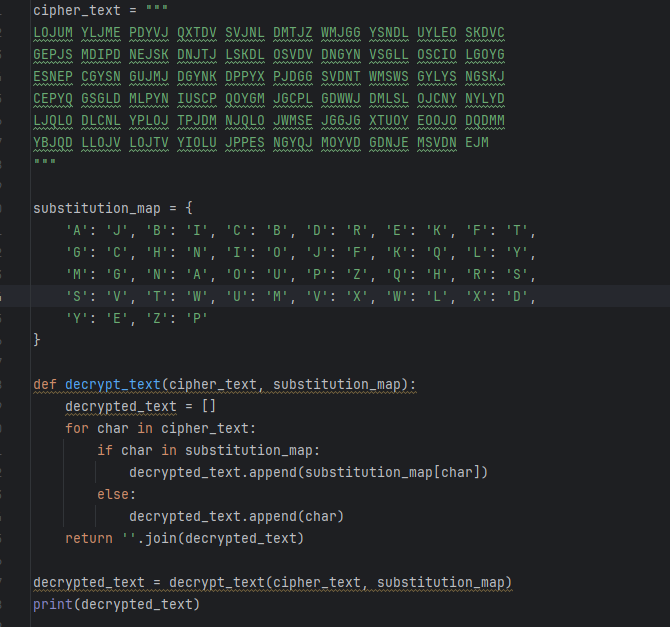 cipher_text = """
LOJUM YLJME PDYVJ QXTDV SVJNL DMTJZ WMJGG YSNDL UYLEO SKDVC
GEPJS MDIPD NEJSK DNJTJ LSKDL OSVDV DNGYN VSGLL OSCIO LGOYG
ESNEP CGYSN GUJMJ DGYNK DPPYX PJDGG SVDNT WMSWS GYLYS NGSKJ
CEPYQ GSGLD MLPYN IUSCP QOYGM JGCPL GDWWJ DMLSL OJCNY NYLYD
LJQLO DLCNL YPLOJ TPJDM NJQLO JWMSE JGGJG XTUOY EOOJO DQDMM
YBJQD LLOJV LOJTV YIOLU JPPES NGYQJ MOYVD GDNJE MSVDN EJM
"""
substitution_map = {
'A': 'J', 'B': 'I', 'C': 'B', 'D': 'R', 'E': 'K', 'F': 'T',
'G': 'C', 'H': 'N', 'I': 'O', 'J': 'F', 'K': 'Q', 'L': 'Y',
'M': 'G', 'N': 'A', 'O': 'U', 'P': 'Z', 'Q': 'H', 'R': 'S',
'S': 'V', 'T': 'W', 'U': 'M', 'V': 'X', 'W': 'L', 'X': 'D',
'Y': 'E', 'Z': 'P'
}
def decrypt_text(cipher_text, substitution_map):
decrypted_text = []
for char in cipher_text:
if char in substitution_map:
decrypted_text.append(substitution_map[char])
else:
decrypted_text.append(char)
return ''.join(decrypted_text)
decrypted_text = decrypt_text(cipher_text, substitution_map)
print(decrypted_text)